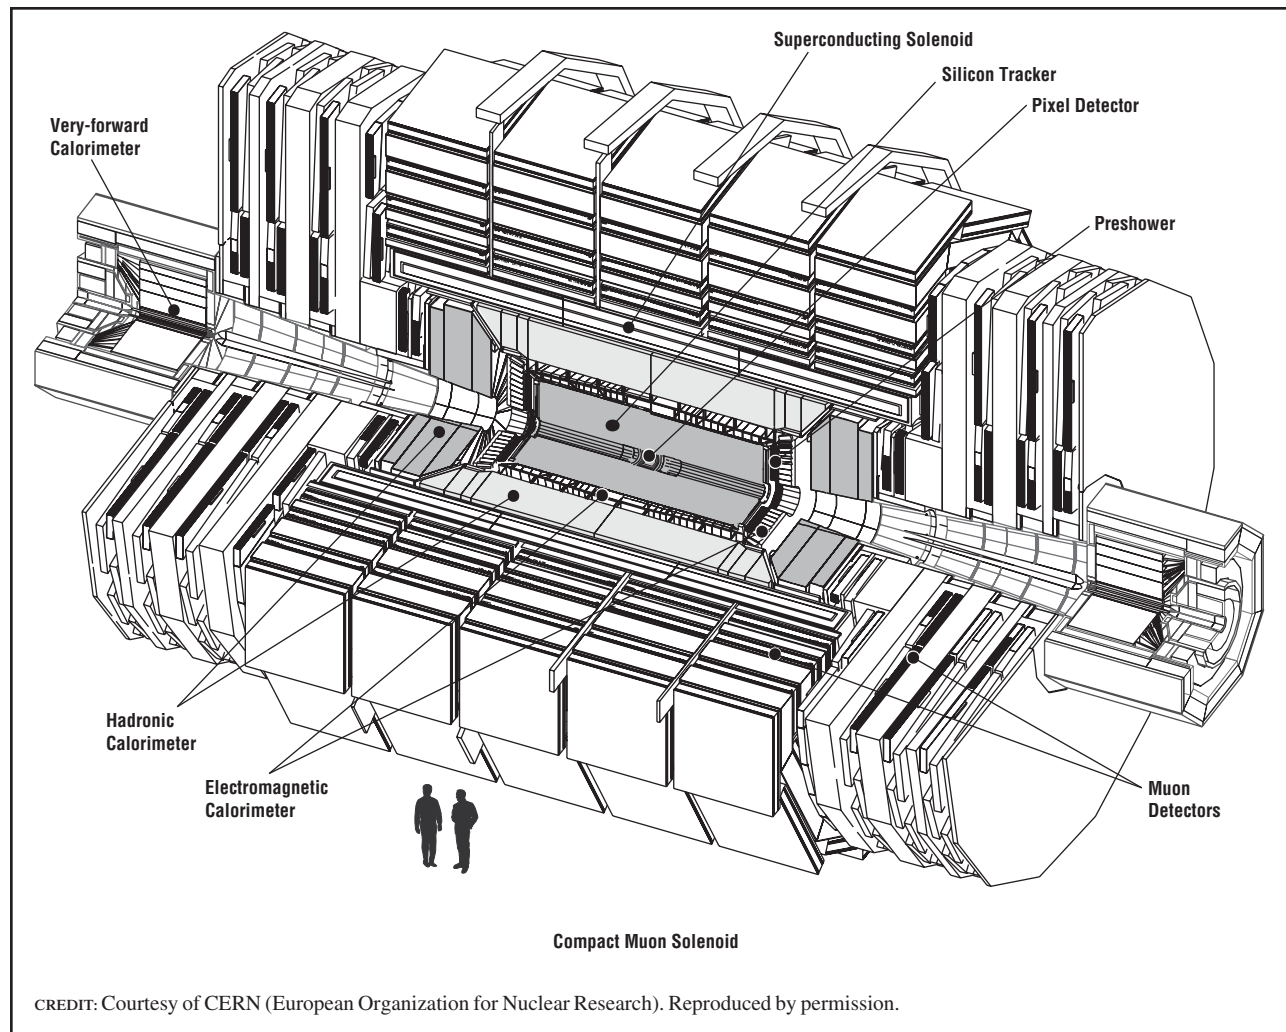 Superconducting Solenoid
Silicon Tracker
Pixel Detector
Very-forward
Calorimeter
Preshower
Hadronic
Calorimeter
Electromagnetic
Calorimeter
Muon
Detectors
Compact Muon Solenoid
CREDIT: Courtesy of CERN (European Organization for Nuclear Research). Reproduced by permission.